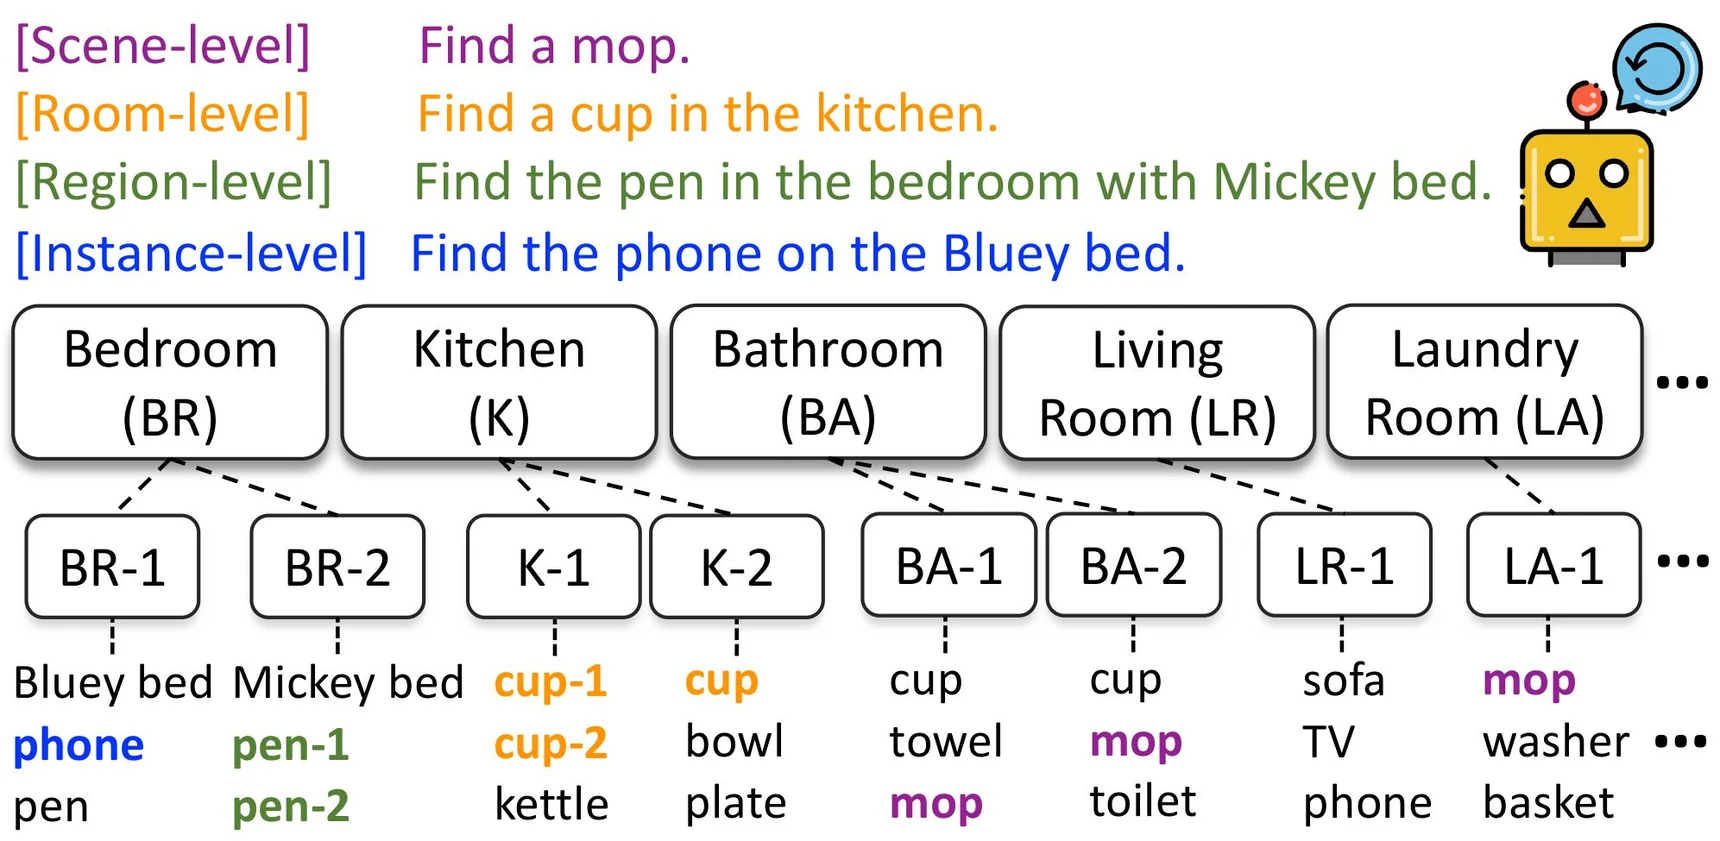 [Scene-level] Find a mop.
[Room-level] Find a cup in the kitchen.
[Region-level] Find the pen in the bedroom with Mickey bed.
[Instance-level] Find the phone on the Bluey bed.
Bedroom
(BR)
Kitchen
(K)
Bathroom
(BA)
Living
Room (LR)
Laundry
Room (LA)
...
BR-1
BR-2
K-1
K-2
BA-1
BA-2
LR-1
LA-1
...
Bluey bed
phone
pen
Mickey bed
pen-1
pen-2
cup-1
cup-2
kettle
cup
bowl
plate
cup
towel
mop
cup
mop
toilet
sofa
TV
phone
mop
washer
basket
...